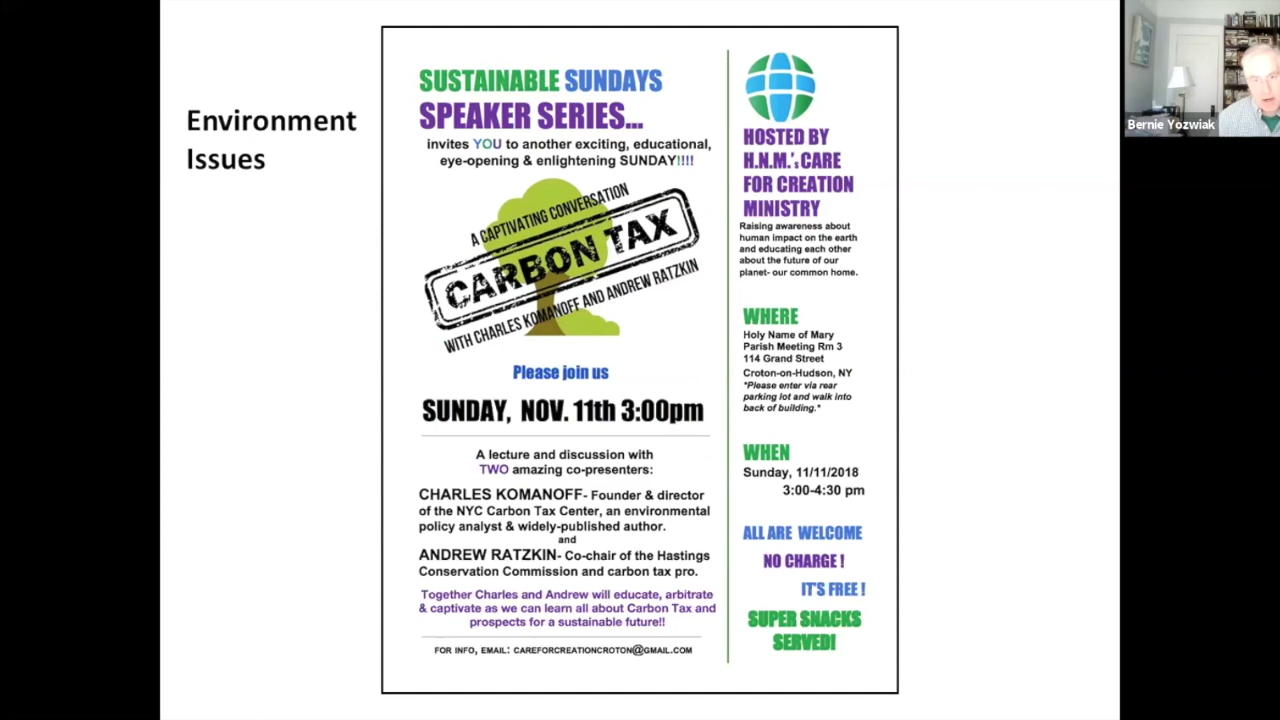 Environment
Issues
SUSTAINABLE SUNDAYS
SPEAKER SERIES...
invites YOU to another exciting, educational,
eye-opening & enlightening SUNDAY!!!!
A CAPTIVATING CONVERSATION
CARBON TAX
WITH CHARLES KOMANOFF AND ANDREW RATZKIN
Please join us
SUNDAY, NOV. 11th 3:00pm
A lecture and discussion with
TWO amazing co-presenters:
CHARLES KOMANOFF- Founder & director
of the NYC Carbon Tax Center, an environmental
policy analyst & widely-published author.
and
ANDREW RATZKIN- Co-chair of the Hastings
Conservation Commission and carbon tax pro.
Together Charles and Andrew will educate, arbitrate
& captivate as we can learn all about Carbon Tax and
prospects for a sustainable future!!
FOR INFO, EMAIL: CAREFORCREATIONCROTON@GMAIL.COM
HOSTED BY
H.N.M.'s CARE
FOR CREATION
MINISTRY
Raising awareness about
human impact on the earth
and educating each other
about the future of our
planet- our common home.
WHERE
Holy Name of Mary
Parish Meeting Rm 3
114 Grand Street
Croton-on-Hudson, NY
*Please enter via rear
parking lot and walk into
back of building.*
WHEN
Sunday, 11/11/2018
3:00-4:30 pm
ALL ARE WELCOME
NO CHARGE !
IT'S FREE !
SUPER SNACKS
SERVED!
Bernie Yozwiak